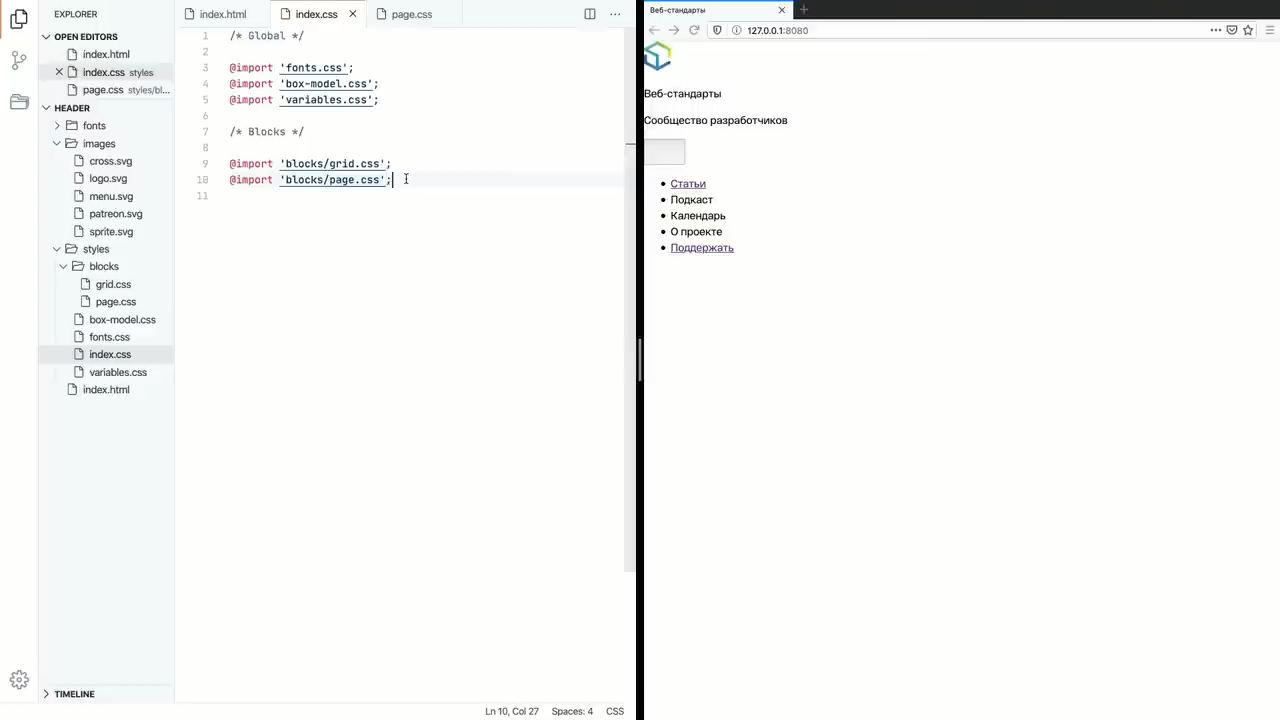 EXPLORER
OPEN EDITORS
index.html
index.css styles
page.css styles/bl...
HEADER
fonts
images
cross.svg
logo.svg
menu.svg
patreon.svg
sprite.svg
styles
blocks
grid.css
page.css
box-model.css
fonts.css
index.css
variables.css
index.html
TIMELINE
index.html index.css page.css
1 /* Global */
2
3 @import 'fonts.css';
4 @import 'box-model.css';
5 @import 'variables.css';
6
7 /* Blocks */
8
9 @import 'blocks/grid.css';
10 @import 'blocks/page.css';
11
Ln 10, Col 27 Spaces: 4 CSS
Веб-стандарты
127.0.0.1:8080
Веб-стандарты
Сообщество разработчиков
Статьи
Подкаст
Календарь
О проекте
Поддержать